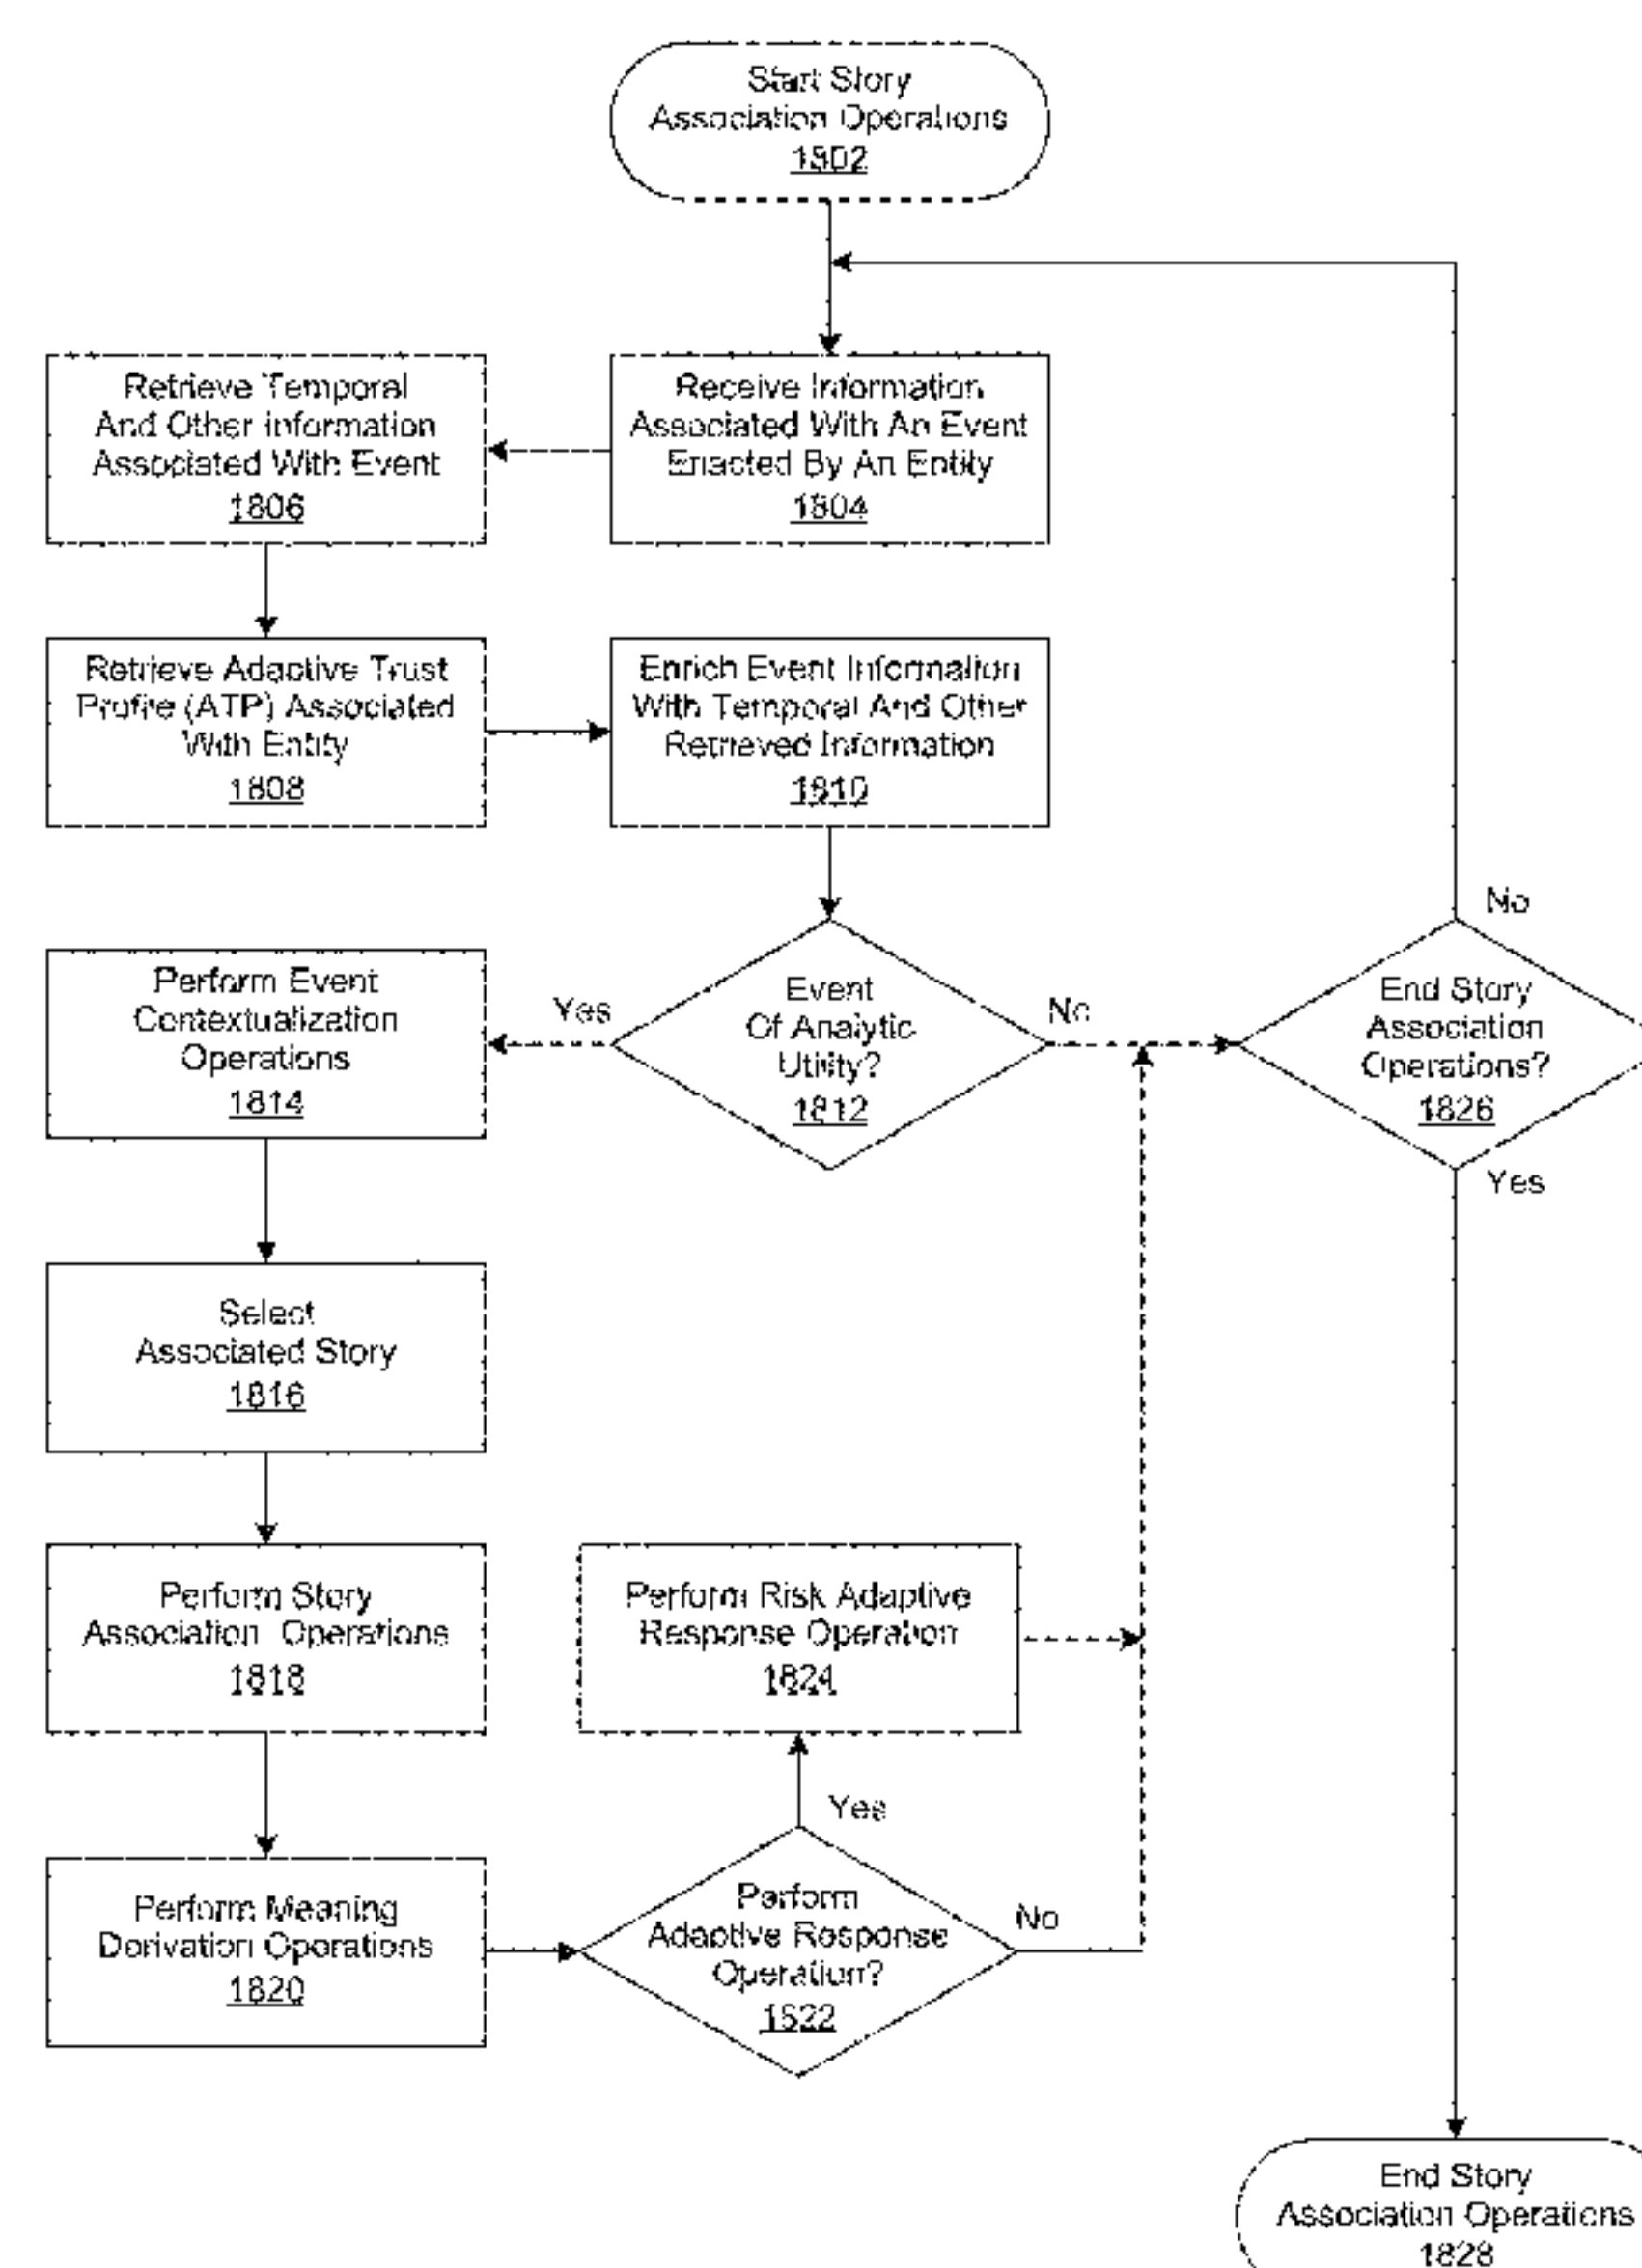 Start Story
Association Operations
1802
Receive Information
Associated With An Event
Enacted By An Entity
1804
Retrieve Temporal
And Other Information
Associated With Event
1806
Retrieve Adaptive Trust
Profile (ATP) Associated
With Entity
1808
Enrich Event Information
With Temporal And Other
Retrieved Information
1810
Event
Of Analytic
Utility?
1812
Yes
No
Perform Event
Contextualization
Operations
1814
Select
Associated Story
1816
Perform Story
Association Operations
1818
Perform Meaning
Derivation Operations
1820
Perform
Adaptive Response
Operation?
1822
Yes
No
Perform Risk Adaptive
Response Operation
1824
End Story
Association
Operations?
1826
No
Yes
End Story
Association Operations
1828